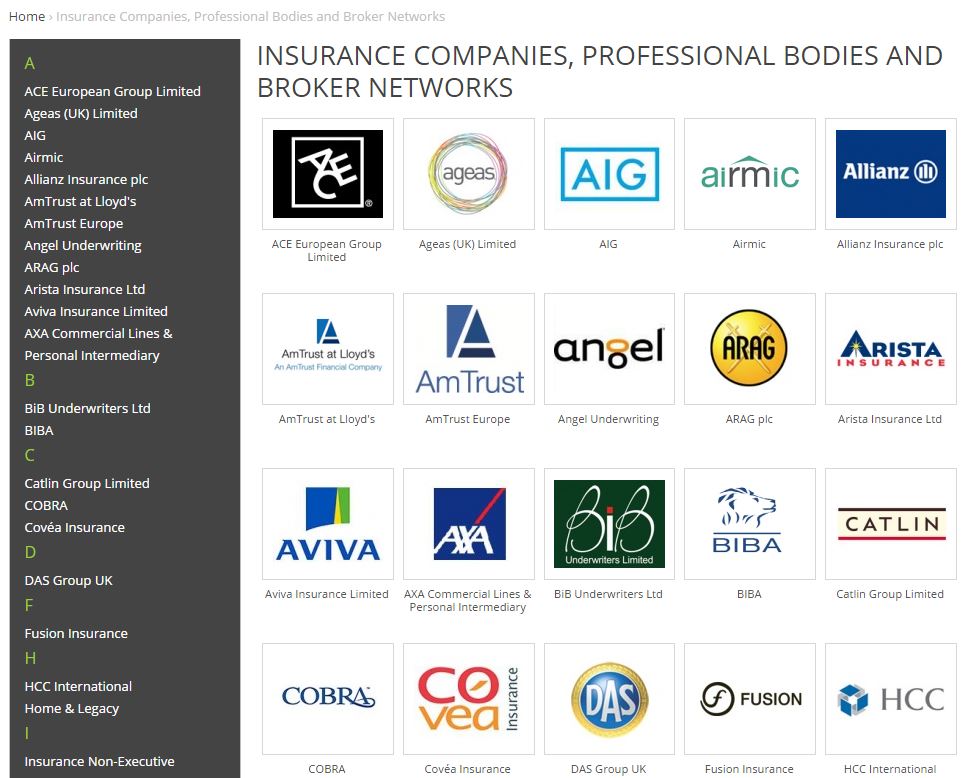 Home › Insurance Companies, Professional Bodies and Broker Networks
A
ACE European Group Limited
Ageas (UK) Limited
AIG
Airmic
Allianz Insurance plc
AmTrust at Lloyd's
AmTrust Europe
Angel Underwriting
ARAG plc
Arista Insurance Ltd
Aviva Insurance Limited
AXA Commercial Lines &
Personal Intermediary
B
BiB Underwriters Ltd
BIBA
C
Catlin Group Limited
COBRA
Covéa Insurance
D
DAS Group UK
F
Fusion Insurance
H
HCC International
Home & Legacy
I
Insurance Non-Executive
INSURANCE COMPANIES, PROFESSIONAL BODIES AND
BROKER NETWORKS
ACE ®
ageas
AIG
airmic
Allianz
ACE European Group
Limited
Ageas (UK) Limited
AIG
Airmic
Allianz Insurance plc
AmTrust at Lloyd's
An AmTrust Financial Company
AmTrust
angel
ARAG
ARISTA
INSURANCE
AmTrust at Lloyd's
AmTrust Europe
Angel Underwriting
ARAG plc
Arista Insurance Ltd
AVIVA
AXA
BiB
Underwriters Limited
BIBA
CATLIN
Aviva Insurance Limited
AXA Commercial Lines &
Personal Intermediary
BiB Underwriters Ltd
BIBA
Catlin Group Limited
COBRA
covéa
Insurance
DAS
FUSION
HCC
COBRA
Covéa Insurance
DAS Group UK
Fusion Insurance
HCC International